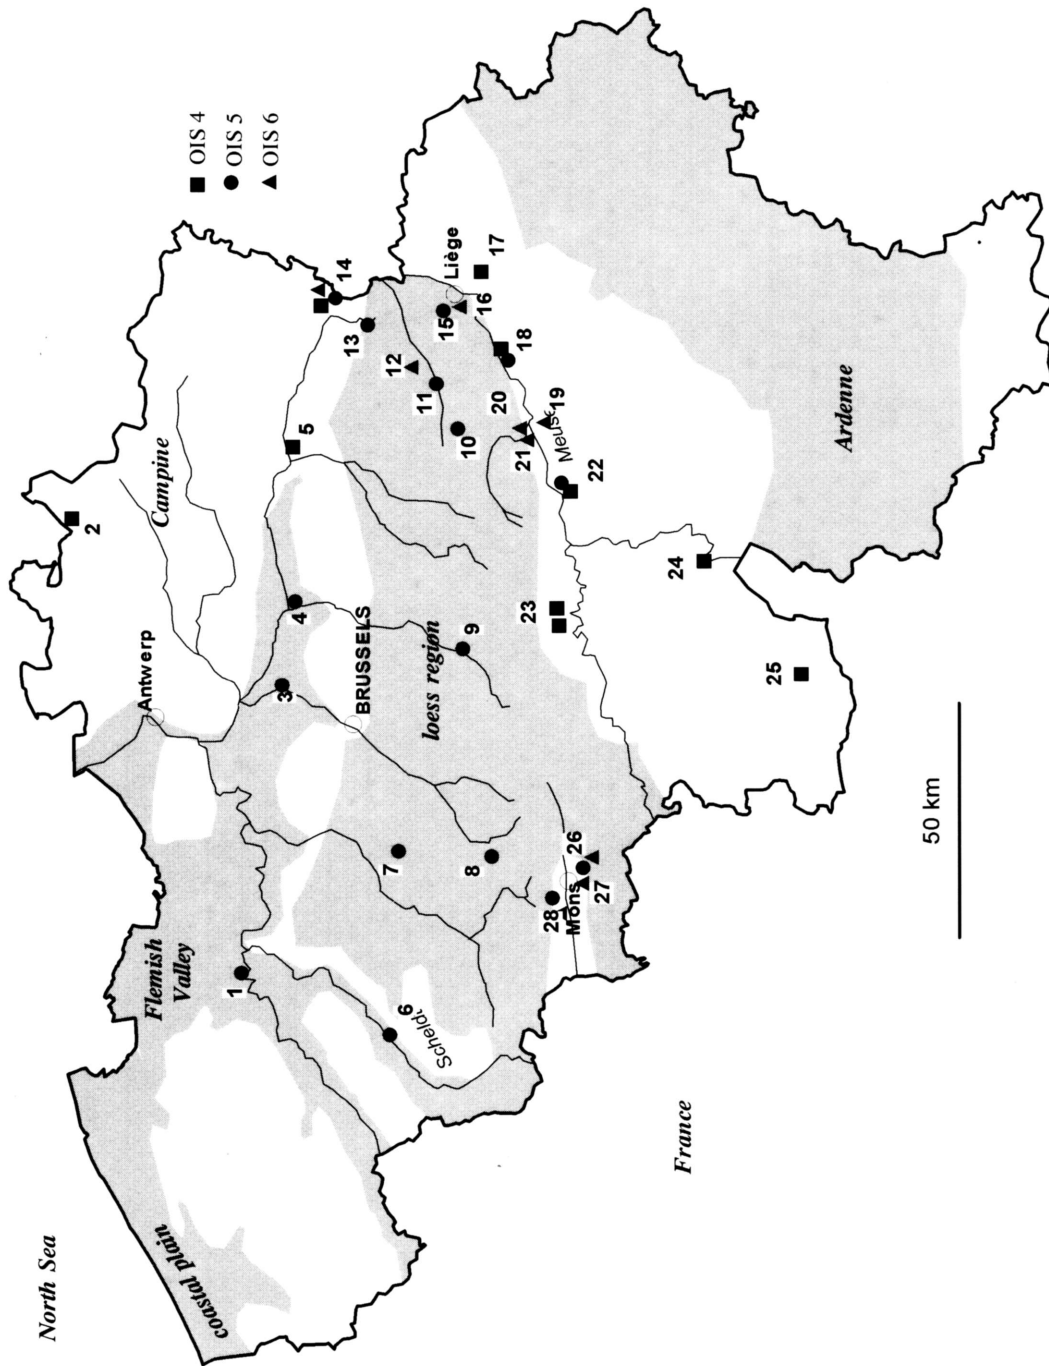 North Sea
coastal plain
Flemish
Valley
Antwerp
Campine
OIS 4
OIS 5
OIS 6
BRUSSELS
loess region
Scheld
Mons
Meuse
Liège
Ardenne
France
50 km
1
2
3
4
5
6
7
8
9
10
11
12
13
14
15
16
17
18
19
20
21
22
23
24
25
26
27
28